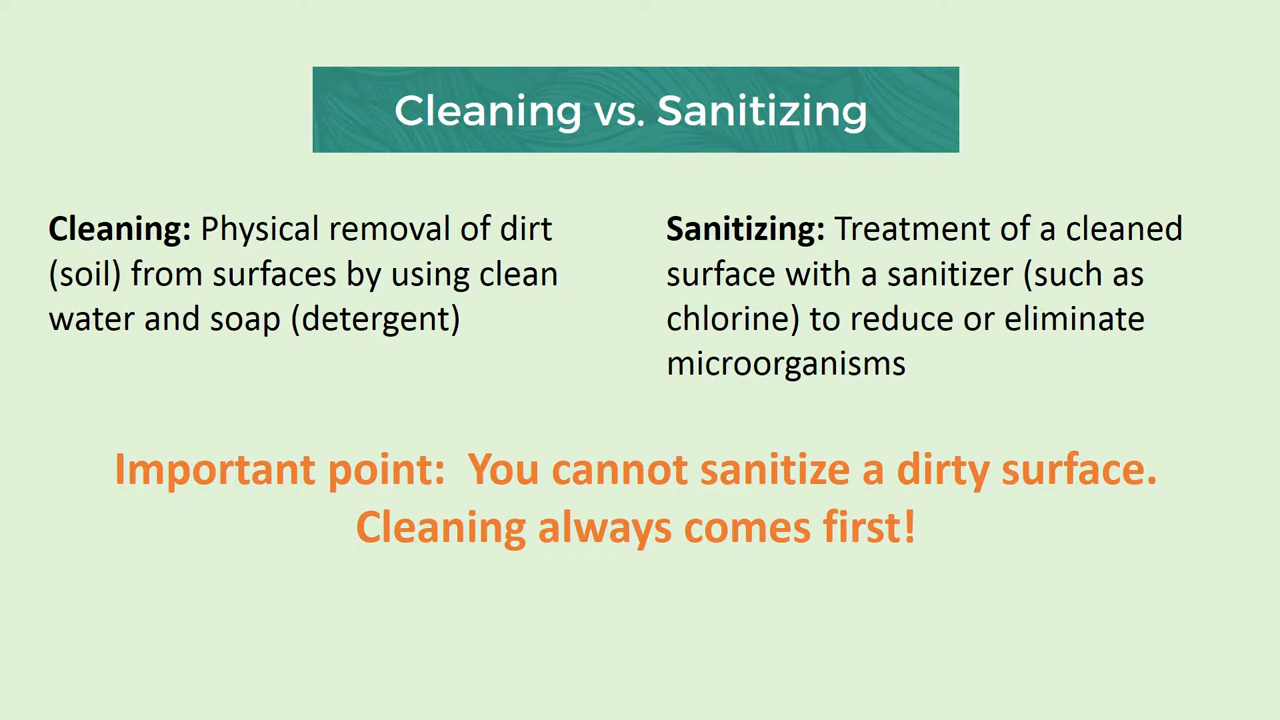 Cleaning vs. Sanitizing
Cleaning: Physical removal of dirt
(soil) from surfaces by using clean
water and soap (detergent)
Sanitizing: Treatment of a cleaned
surface with a sanitizer (such as
chlorine) to reduce or eliminate
microorganisms
Important point:  You cannot sanitize a dirty surface.
Cleaning always comes first!